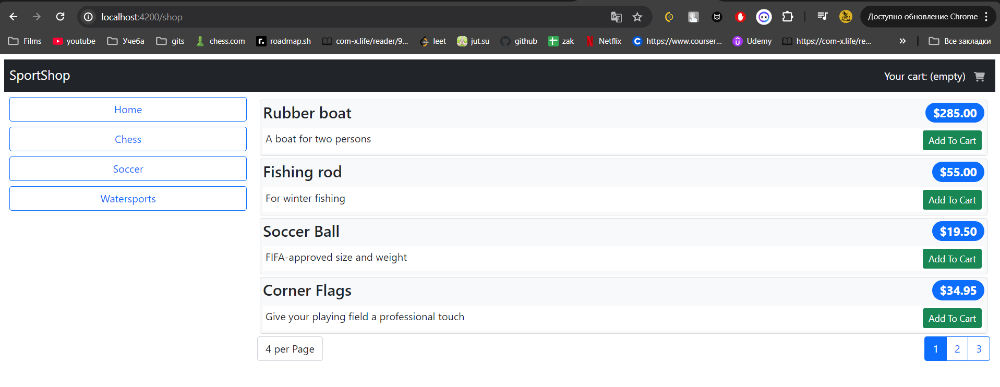 localhost:4200/shop
Доступно обновление Chrome
Films youtube Учеба gits chess.com roadmap.sh com-x.life/reader/9... leet jut.su github zak Netflix https://www.courser... Udemy https://com-x.life/re... » Все закладки
SportShop
Your cart: (empty)
Home
Chess
Soccer
Watersports
Rubber boat
$285.00
A boat for two persons
Add To Cart
Fishing rod
$55.00
For winter fishing
Add To Cart
Soccer Ball
$19.50
FIFA-approved size and weight
Add To Cart
Corner Flags
$34.95
Give your playing field a professional touch
Add To Cart
4 per Page
1 2 3